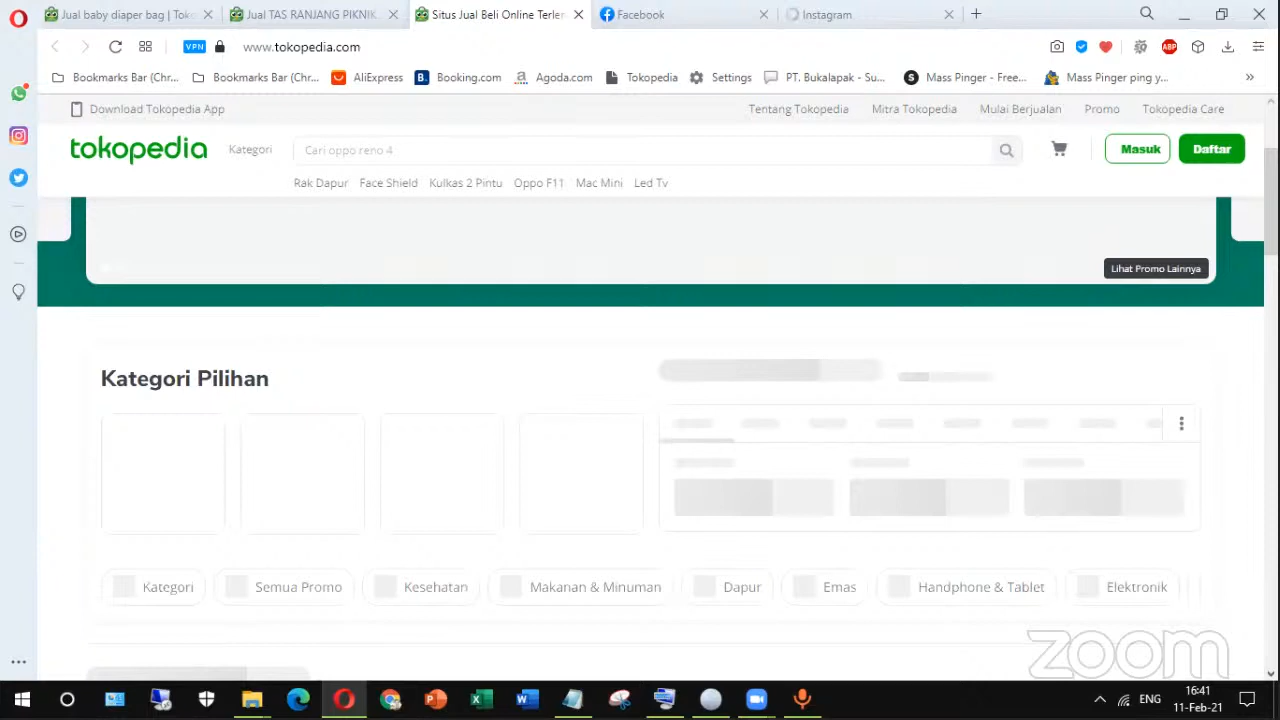 Jual baby diaper bag | Tok
Jual TAS RANJANG PIKNIK
Situs Jual Beli Online Terle
Facebook
Instagram
VPN
www.tokopedia.com
ABP
Bookmarks Bar (Chr...
Bookmarks Bar (Chr...
AliExpress
B.
Booking.com
a
Agoda.com
Tokopedia
Settings
PT. Bukalapak - Su...
S
Mass Pinger - Free...
Mass Pinger ping y...
Download Tokopedia App
Tentang Tokopedia
Mitra Tokopedia
Mulai Berjualan
Promo
Tokopedia Care
tokopedia
Kategori
Cari oppo reno 4
Masuk
Daftar
Rak Dapur
Face Shield
Kulkas 2 Pintu
Oppo F11
Mac Mini
Led Tv
Lihat Promo Lainnya
Kategori Pilihan
Kategori
Semua Promo
Kesehatan
Makanan & Minuman
Dapur
Emas
Handphone & Tablet
Elektronik
zoom
ENG
16:41
11-Feb-21